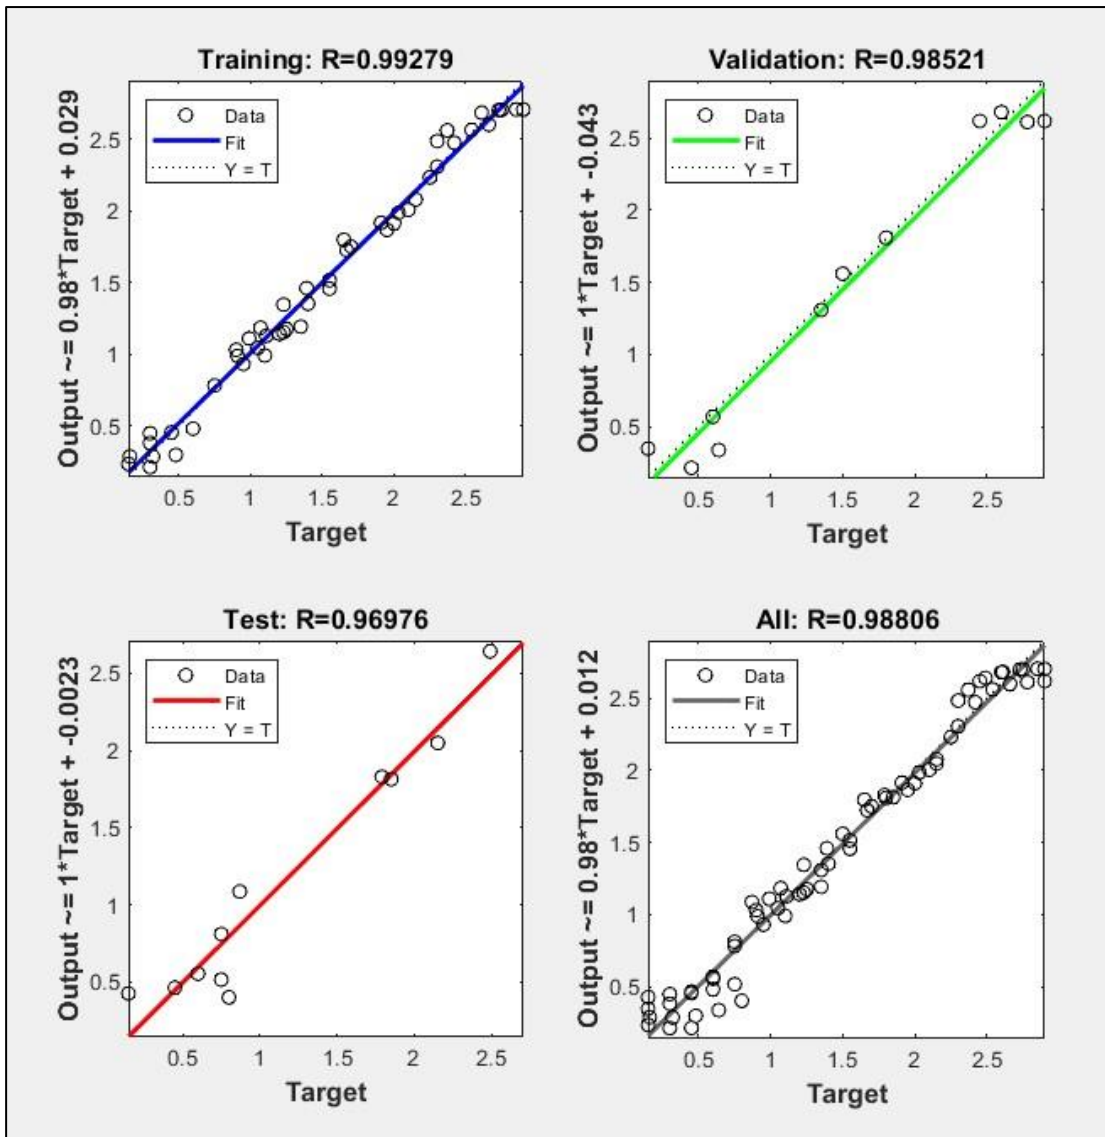 Training: R=0.99279
Output ~= 0.98*Target + 0.029
Data
Fit
Y = T
2.5
2
1.5
1
0.5
0.5 1 1.5 2 2.5
Target
Validation: R=0.98521
Output ~= 1*Target + -0.043
Data
Fit
Y = T
2.5
2
1.5
1
0.5
0.5 1 1.5 2 2.5
Target
Test: R=0.96976
Output ~= 1*Target + -0.0023
Data
Fit
Y = T
2.5
2
1.5
1
0.5
0.5 1 1.5 2 2.5
Target
All: R=0.98806
Output ~= 0.98*Target + 0.012
Data
Fit
Y = T
2.5
2
1.5
1
0.5
0.5 1 1.5 2 2.5
Target